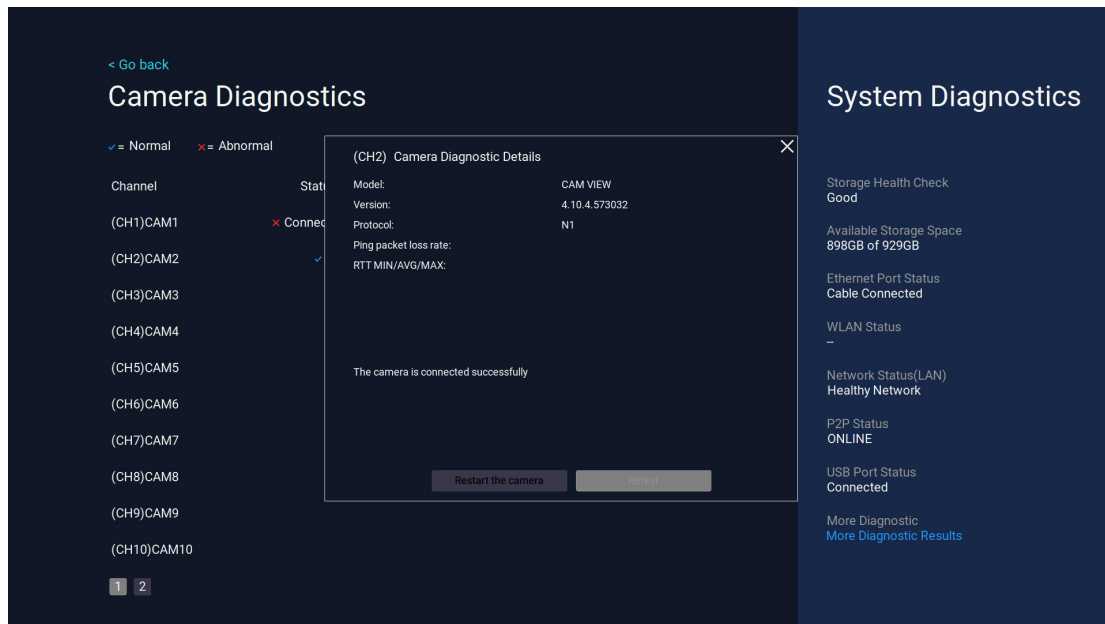 < Go back
Camera Diagnostics
✓ = Normal ×= Abnormal
Channel
(CH1)CAM1 × Connec
(CH2)CAM2 ✓
(CH3)CAM3
(CH4)CAM4
(CH5)CAM5
(CH6)CAM6
(CH7)CAM7
(CH8)CAM8
(CH9)CAM9
(CH10)CAM10
1 2
(CH2) Camera Diagnostic Details
Model: CAM VIEW
Version: 4.10.4.573032
Protocol: N1
Ping packet loss rate:
RTT MIN/AVG/MAX:
The camera is connected successfully
Restart the camera Retest
System Diagnostics
Storage Health Check
Good
Available Storage Space
898GB of 929GB
Ethernet Port Status
Cable Connected
WLAN Status
--
Network Status(LAN)
Healthy Network
P2P Status
ONLINE
USB Port Status
Connected
More Diagnostic
More Diagnostic Results